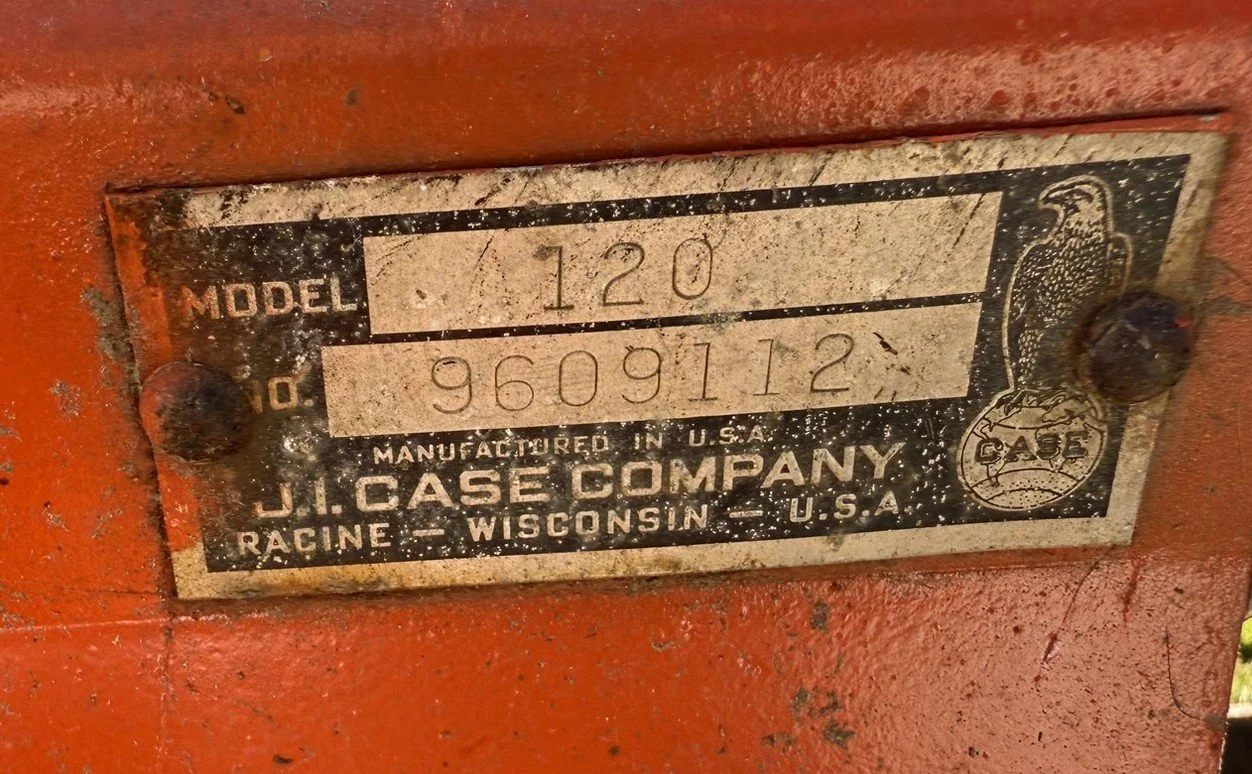 MODEL 120
NO. 9609112
MANUFACTURED IN U.S.A.
J.I. CASE COMPANY
RACINE — WISCONSIN — U.S.A.
CASE